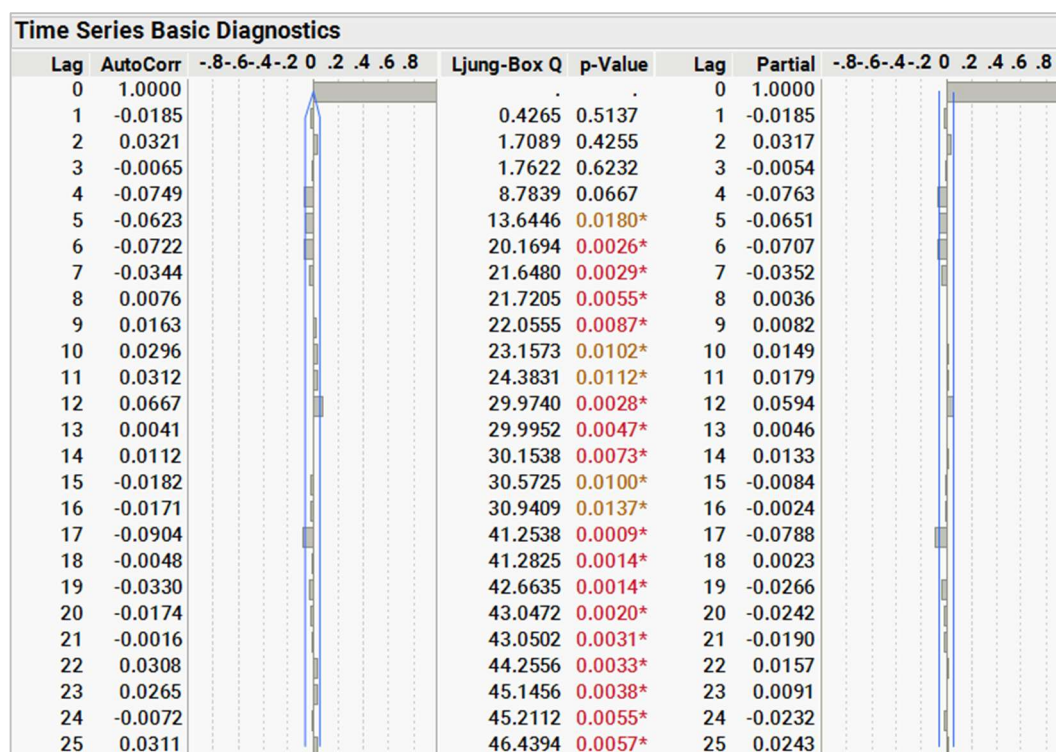 Time Series Basic Diagnostics
Lag AutoCorr -.8-.6-.4-.2 0 .2 .4 .6 .8 Ljung-Box Q p-Value Lag Partial -.8-.6-.4-.2 0 .2 .4 .6 .8
0 1.0000 . . 0 1.0000
1 -0.0185 0.4265 0.5137 1 -0.0185
2 0.0321 1.7089 0.4255 2 0.0317
3 -0.0065 1.7622 0.6232 3 -0.0054
4 -0.0749 8.7839 0.0667 4 -0.0763
5 -0.0623 13.6446 0.0180* 5 -0.0651
6 -0.0722 20.1694 0.0026* 6 -0.0707
7 -0.0344 21.6480 0.0029* 7 -0.0352
8 0.0076 21.7205 0.0055* 8 0.0036
9 0.0163 22.0555 0.0087* 9 0.0082
10 0.0296 23.1573 0.0102* 10 0.0149
11 0.0312 24.3831 0.0112* 11 0.0179
12 0.0667 29.9740 0.0028* 12 0.0594
13 0.0041 29.9952 0.0047* 13 0.0046
14 0.0112 30.1538 0.0073* 14 0.0133
15 -0.0182 30.5725 0.0100* 15 -0.0084
16 -0.0171 30.9409 0.0137* 16 -0.0024
17 -0.0904 41.2538 0.0009* 17 -0.0788
18 -0.0048 41.2825 0.0014* 18 0.0023
19 -0.0330 42.6635 0.0014* 19 -0.0266
20 -0.0174 43.0472 0.0020* 20 -0.0242
21 -0.0016 43.0502 0.0031* 21 -0.0190
22 0.0308 44.2556 0.0033* 22 0.0157
23 0.0265 45.1456 0.0038* 23 0.0091
24 -0.0072 45.2112 0.0055* 24 -0.0232
25 0.0311 46.4394 0.0057* 25 0.0243